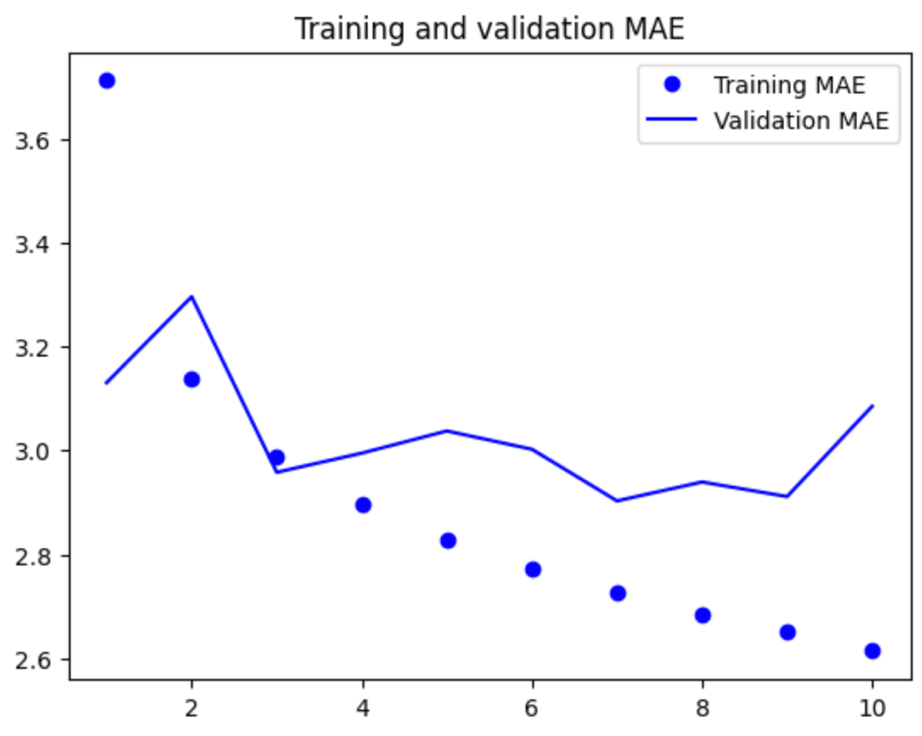 Training and validation MAE
Training MAE
Validation MAE
3.6
3.4
3.2
3.0
2.8
2.6
2 4 6 8 10